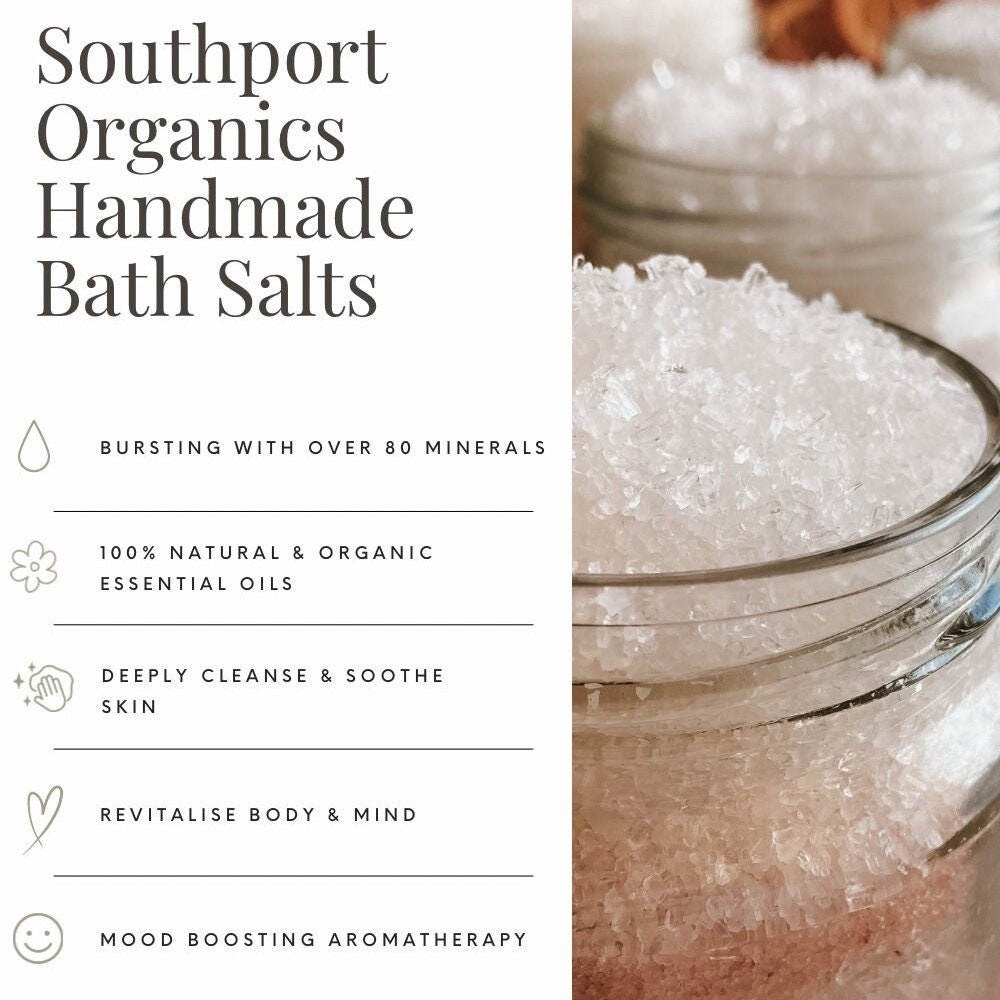 Southport
Organics
Handmade
Bath Salts
BURSTING WITH OVER 80 MINERALS
100% NATURAL & ORGANIC
ESSENTIAL OILS
DEEPLY CLEANSE & SOOTHE
SKIN
REVITALISE BODY & MIND
MOOD BOOSTING AROMATHERAPY